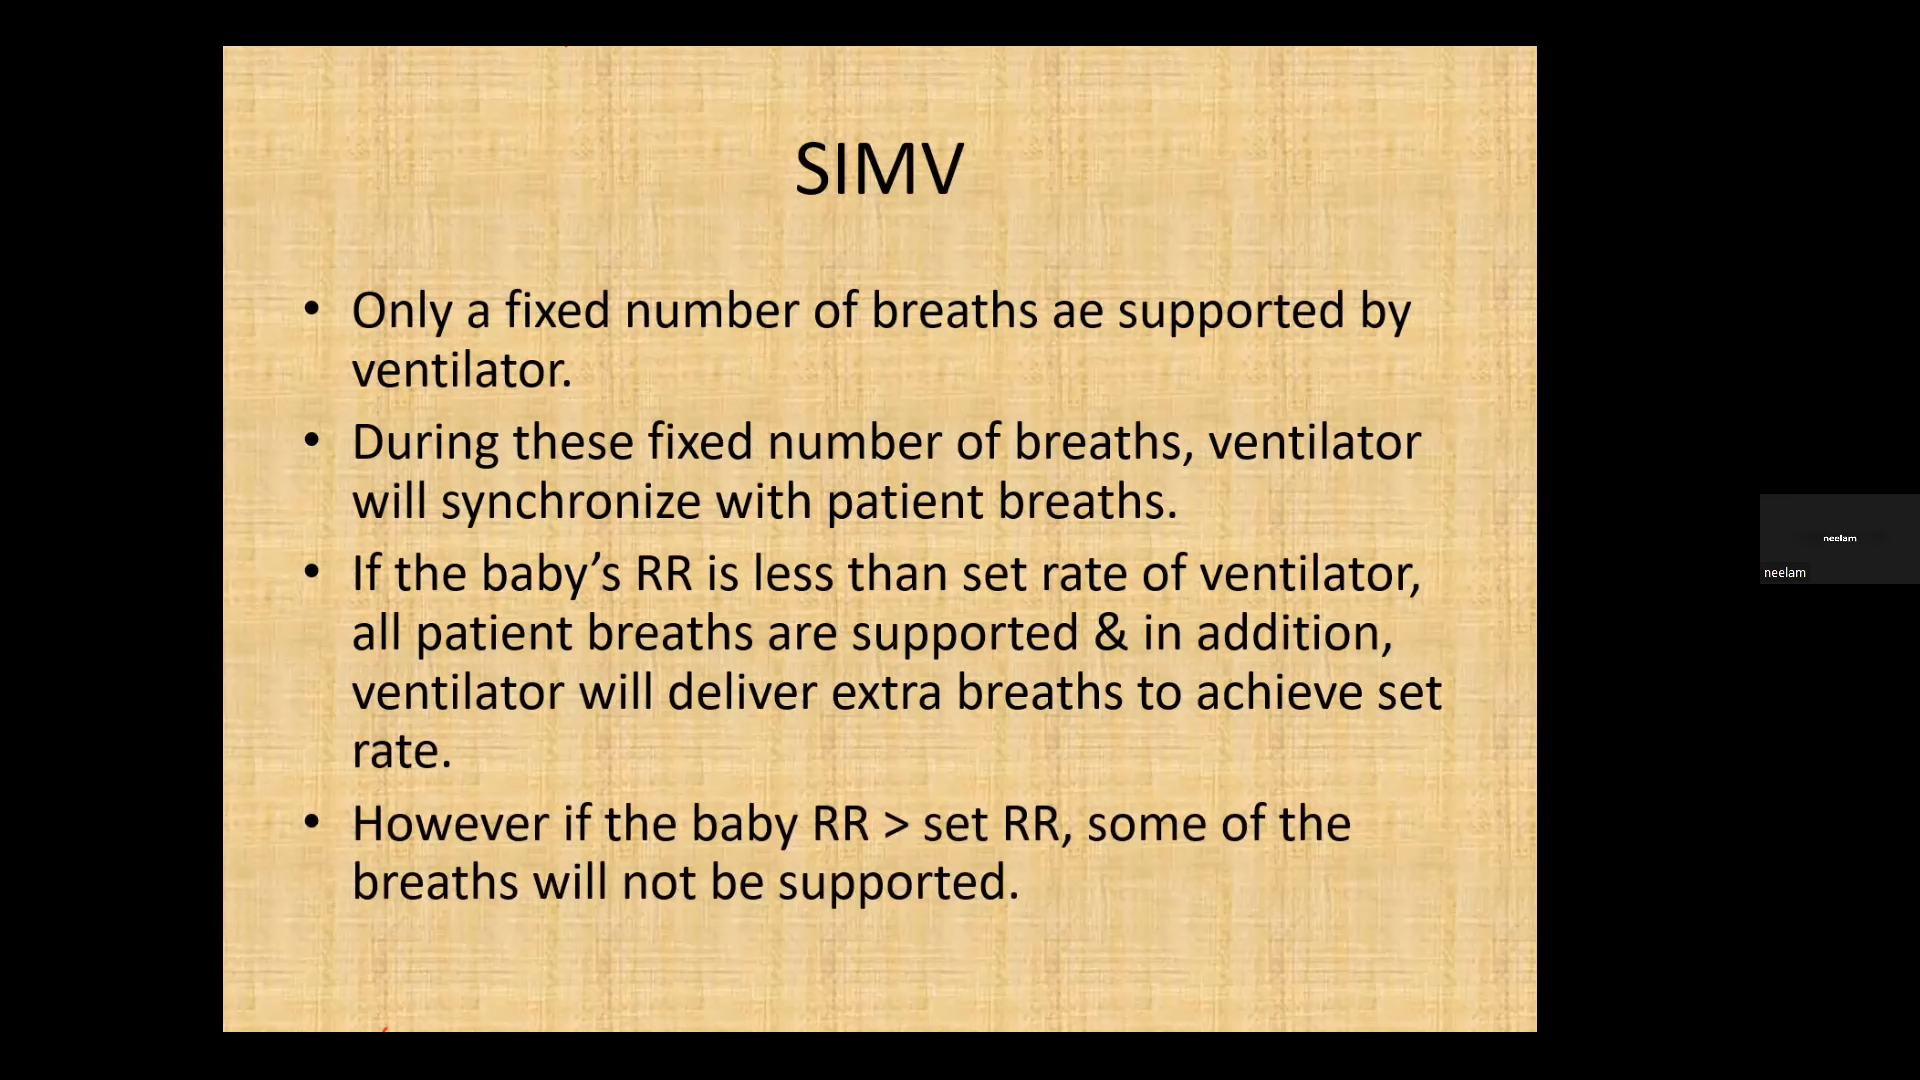 SIMV
• Only a fixed number of breaths ae supported by
ventilator.
• During these fixed number of breaths, ventilator
will synchronize with patient breaths.
• If the baby’s RR is less than set rate of ventilator,
all patient breaths are supported & in addition,
ventilator will deliver extra breaths to achieve set
rate.
• However if the baby RR > set RR, some of the
breaths will not be supported.
neelam
neelam